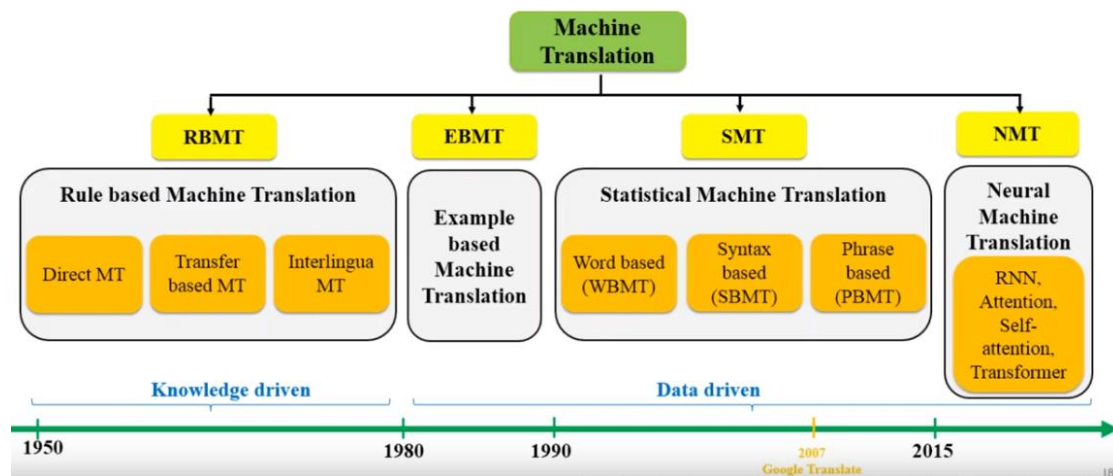 Machine
Translation
RBMT
EBMT
SMT
NMT
Rule based Machine Translation
Direct MT
Transfer
based MT
Interlingua
MT
Example
based
Machine
Translation
Statistical Machine Translation
Word based
(WBMT)
Syntax
based
(SBMT)
Phrase
based
(PBMT)
Neural
Machine
Translation
RNN,
Attention,
Self-
attention,
Transformer
Knowledge driven
Data driven
1950
1980
1990
2007
Google Translate
2015
18